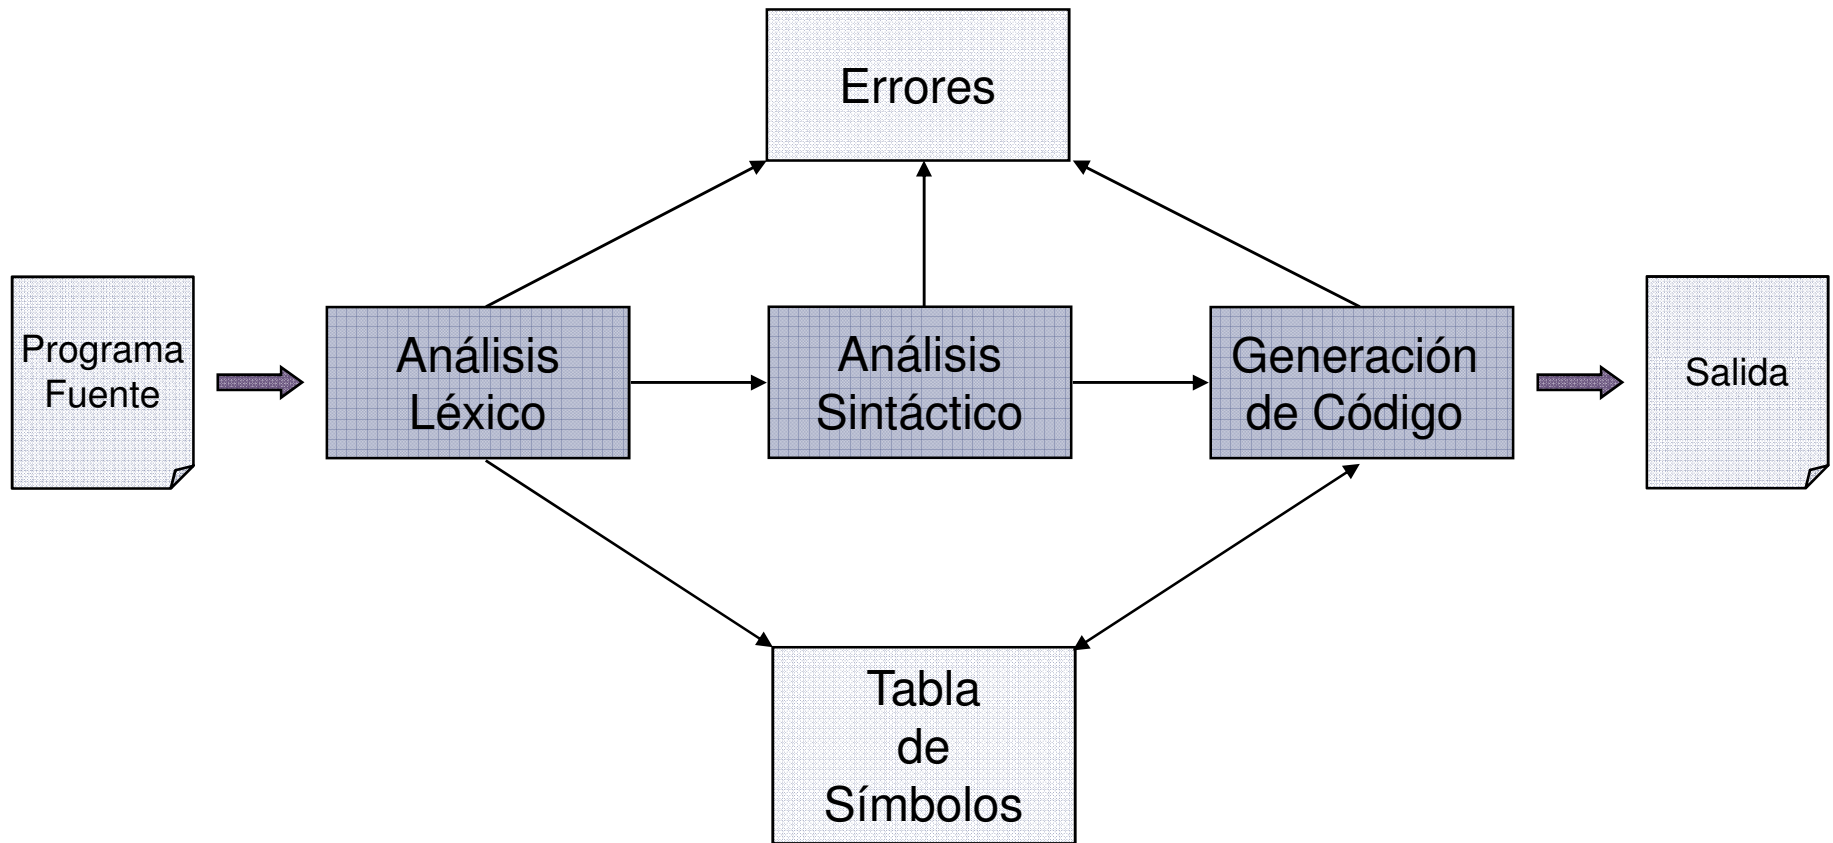 Errores
Programa
Fuente
Análisis
Léxico
Análisis
Sintáctico
Generación
de Código
Salida
Tabla
de
Símbolos